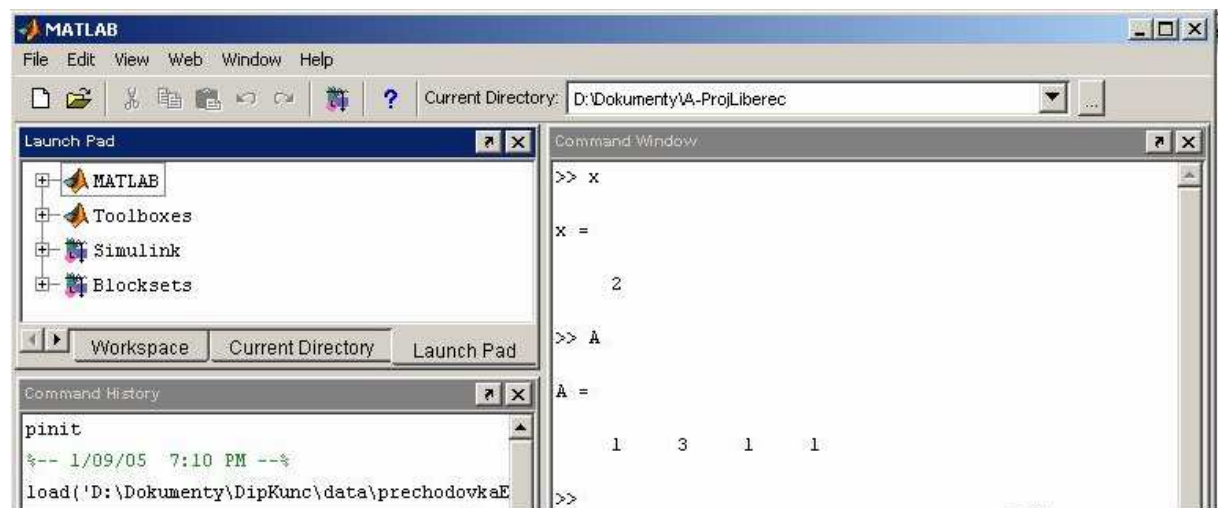 MATLAB
File Edit View Web Window Help
? Current Director y: D:\Dokumenty\A-ProjLiberec ...
Launch Pad
MATLAB
Toolboxes
Simulink
Blocksets
Workspace Current Directory Launch Pad
Command History
pinit
%-- 1/09/05 7:10 PM --%
load('D:\Dokumenty\DipKunc\data\prechodovkaE
Command Window
>> x
x =
2
>> A
A =
1 3 1 1
>>